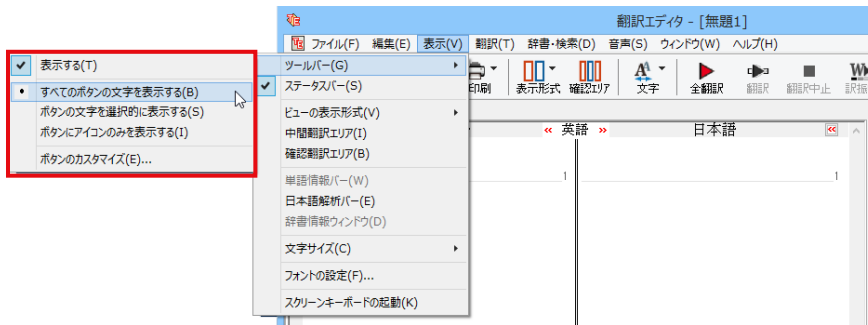 翻訳エディタ - [無題1]
ファイル(F) 編集(E) 表示(V) 翻訳(T) 辞書・検索(D) 音声(S) ウィンドウ(W) ヘルプ(H)
表示する(T)
すべてのボタンの文字を表示する(B)
ボタンの文字を選択的に表示する(S)
ボタンにアイコンのみを表示する(I)
ボタンのカスタマイズ(E)...
ツールバー(G)
ステータスバー(S)
ビューの表示形式(V)
中間翻訳エリア(I)
確認翻訳エリア(B)
単語情報バー(W)
日本語解析バー(E)
辞書情報ウィンドウ(D)
文字サイズ(C)
フォントの設定(F)...
スクリーンキーボードの起動(K)
印刷 表示形式 確認エリア 文字 全翻訳 翻訳 翻訳中止 訳振
« 英語 » 日本語 «
1 1